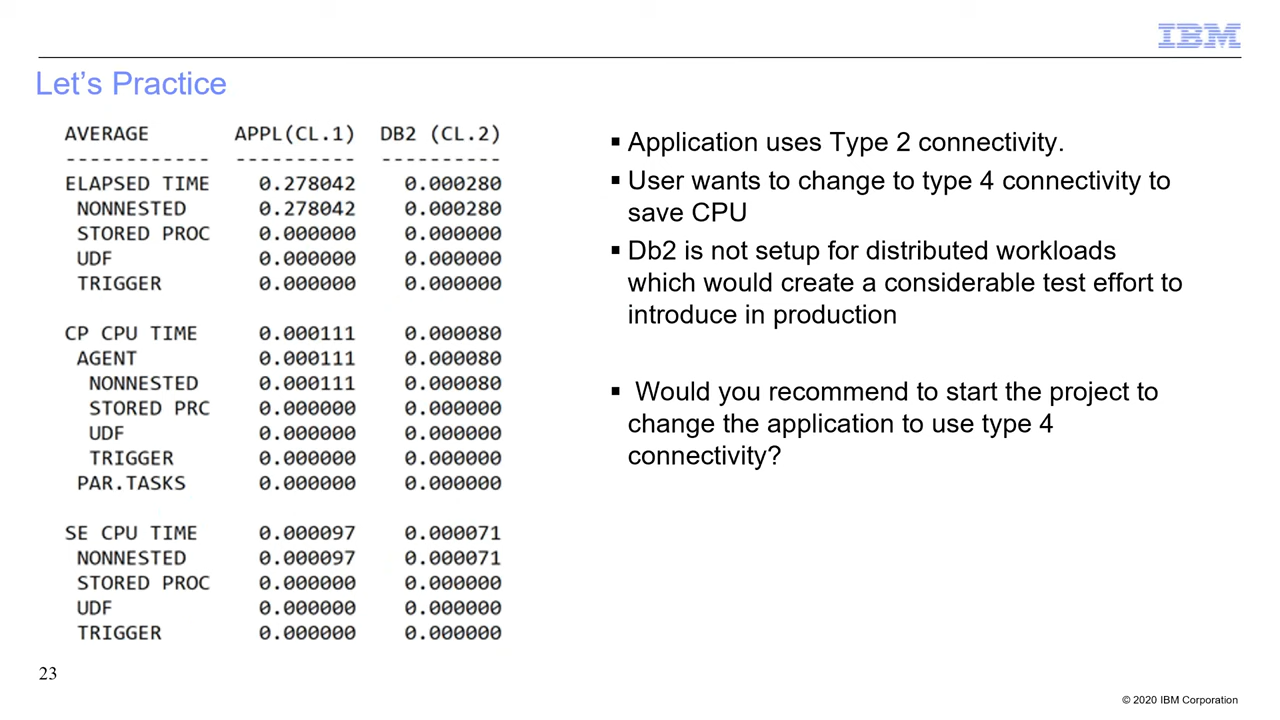 IBM
Let's Practice
AVERAGE APPL(CL.1) DB2 (CL.2)
------------ ---------- ----------
ELAPSED TIME 0.278042 0.000280
NONNESTED 0.278042 0.000280
STORED PROC 0.000000 0.000000
UDF 0.000000 0.000000
TRIGGER 0.000000 0.000000
CP CPU TIME 0.000111 0.000080
AGENT 0.000111 0.000080
NONNESTED 0.000111 0.000080
STORED PRC 0.000000 0.000000
UDF 0.000000 0.000000
TRIGGER 0.000000 0.000000
PAR.TASKS 0.000000 0.000000
SE CPU TIME 0.000097 0.000071
NONNESTED 0.000097 0.000071
STORED PROC 0.000000 0.000000
UDF 0.000000 0.000000
TRIGGER 0.000000 0.000000
▪ Application uses Type 2 connectivity.
▪ User wants to change to type 4 connectivity to
save CPU
▪ Db2 is not setup for distributed workloads
which would create a considerable test effort to
introduce in production
▪ Would you recommend to start the project to
change the application to use type 4
connectivity?
23
© 2020 IBM Corporation